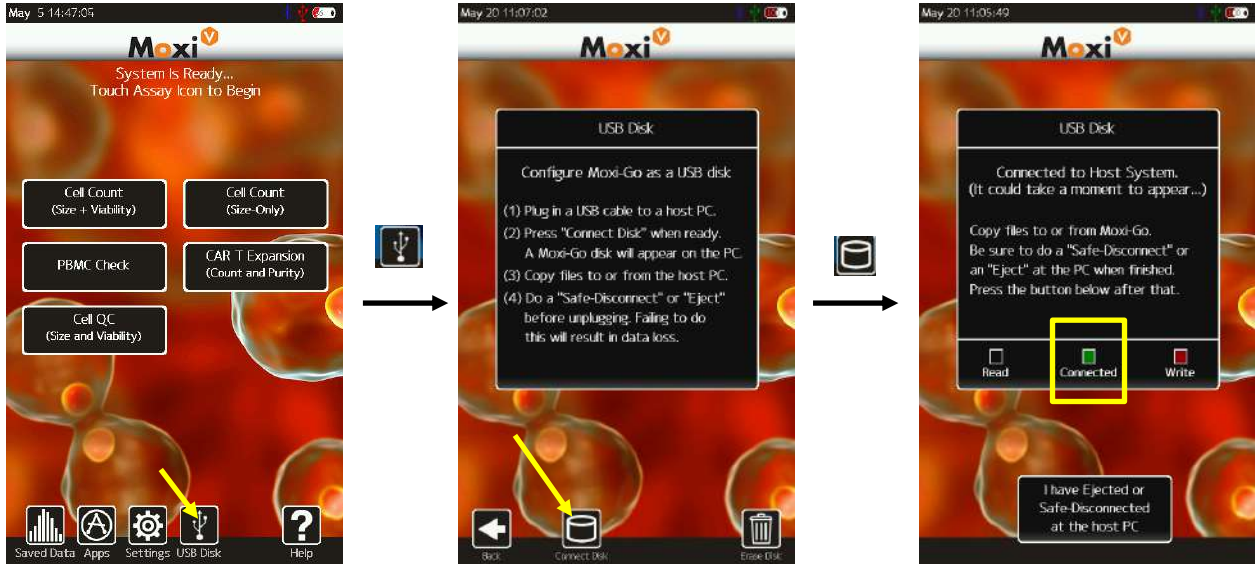 May 5 14:47:05
Moxi V
System Is Ready...
Touch Assay Icon to Begin
Cell Count
(Size + Viability)
Cell Count
(Size-Only)
PBMC Check
CAR T Expansion
(Count and Purity)
Cell QC
(Size and Viability)
Saved Data
Apps
Settings
USB Disk
?
Help
May 20 11:07:02
Moxi V
USB Disk
Configure Moxi-Go as a USB disk
(1) Plug in a USB cable to a host PC.
(2) Press "Connect Disk" when ready.
A Moxi-Go disk will appear on the PC.
(3) Copy files to or from the host PC.
(4) Do a "Safe-Disconnect" or "Eject"
before unplugging. Failing to do
this will result in data loss.
Back
Connect Disk
Erase Disk
May 20 11:05:49
Moxi V
USB Disk
Connected to Host System.
(It could take a moment to appear...)
Copy files to or from Moxi-Go.
Be sure to do a "Safe-Disconnect" or
an "Eject" at the PC when finished.
Press the button below after that.
Read
Connected
Write
I have Ejected or
Safe-Disconnected
at the host PC